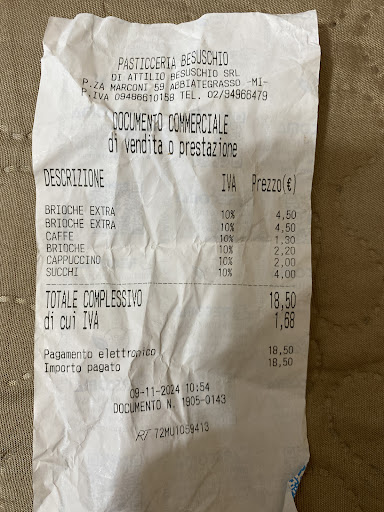 PASTICCERIA BESUSCHIO
DI ATTILIO BESUSCHIO SRL
P.ZA MARCONI 59 ABBIATEGRASSO -MI-
P.IVA 09486610158 TEL. 02/94966479
DOCUMENTO COMMERCIALE
di vendita o prestazione
DESCRIZIONE IVA Prezzo(€)
BRIOCHE EXTRA 10% 4,50
BRIOCHE EXTRA 10% 4,50
CAFFE 10% 1,30
BRIOCHE 10% 2,20
CAPPUCCINO 10% 2,00
SUCCHI 10% 4,00
TOTALE COMPLESSIVO 18,50
di cui IVA 1,68
Pagamento elettronico 18,50
Importo pagato 18,50
09-11-2024 10:54
DOCUMENTO N. 1905-0143
RT 72MU1059413